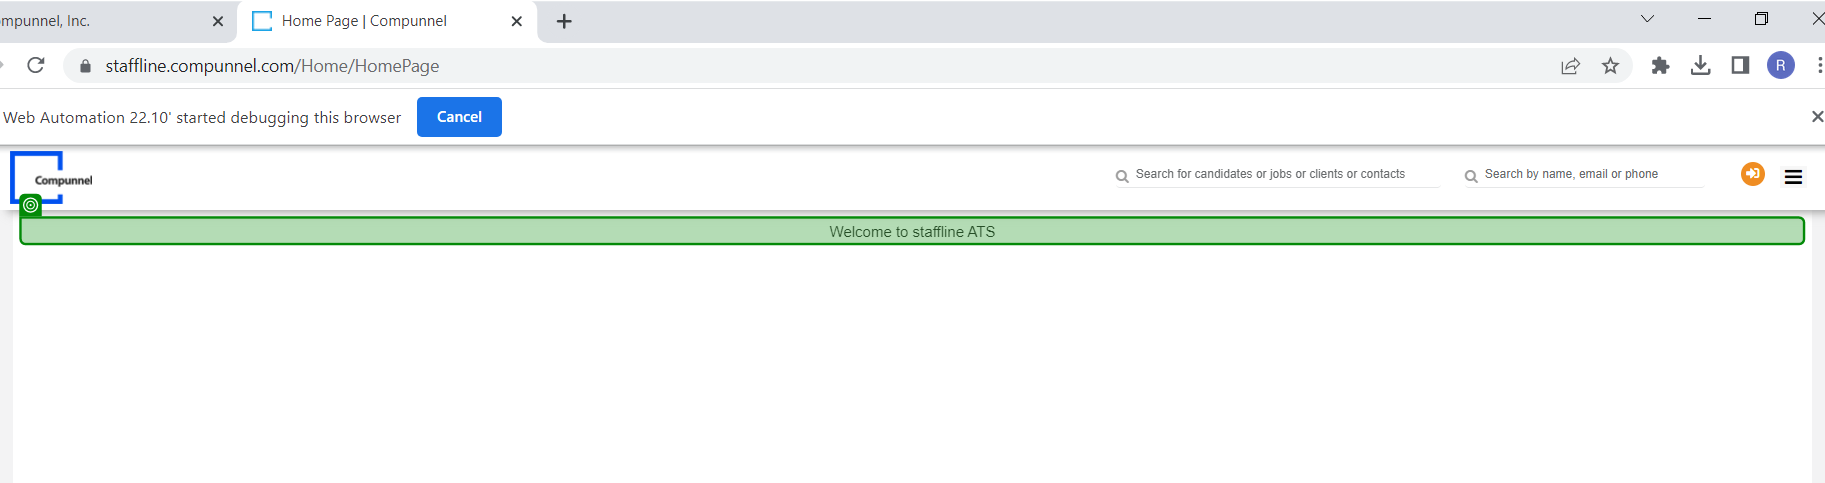 mpunnel, Inc.
Home Page | Compunnel
staffline.compunnel.com/Home/HomePage
R
Web Automation 22.10' started debugging this browser
Cancel
Compunnel
Search for candidates or jobs or clients or contacts
Search by name, email or phone
Welcome to staffline ATS